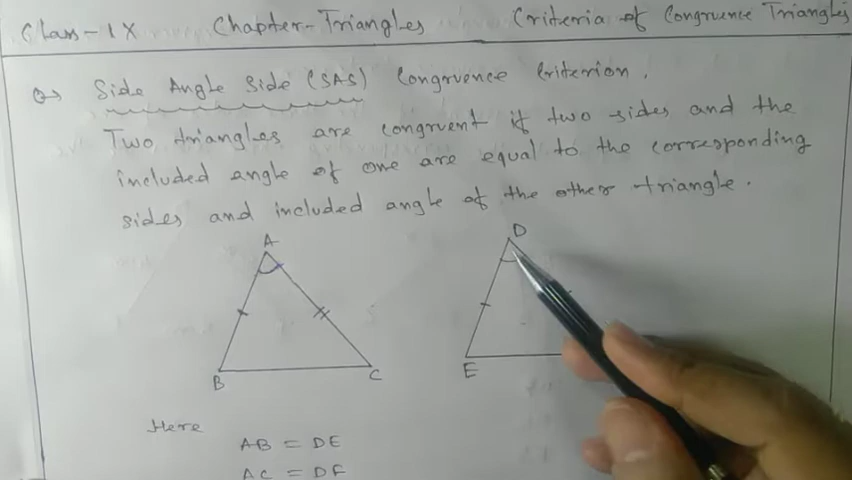 Class - IX Chapter - Triangles Criteria of Congruence Triangles
Q→ Side Angle Side (SAS) Congruence Criterion.
Two triangles are congruent if two sides and the
included angle of one are equal to the corresponding
sides and included angle of the other triangle.
A D
B C E
Here
AB = DE
AC = DF